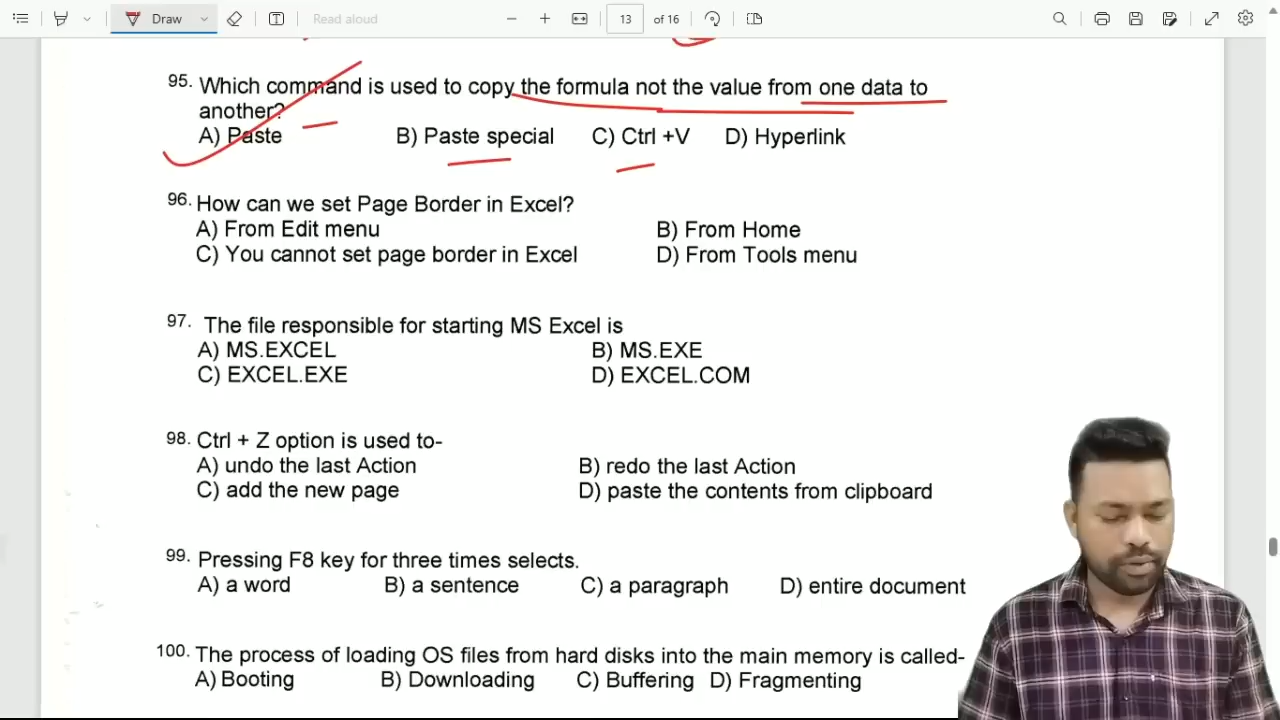 Draw
Read aloud
13 of 16
95. Which command is used to copy the formula not the value from one data to
another?
A) Paste B) Paste special C) Ctrl +V D) Hyperlink
96. How can we set Page Border in Excel?
A) From Edit menu B) From Home
C) You cannot set page border in Excel D) From Tools menu
97. The file responsible for starting MS Excel is
A) MS.EXCEL B) MS.EXE
C) EXCEL.EXE D) EXCEL.COM
98. Ctrl + Z option is used to-
A) undo the last Action B) redo the last Action
C) add the new page D) paste the contents from clipboard
99. Pressing F8 key for three times selects.
A) a word B) a sentence C) a paragraph D) entire document
100. The process of loading OS files from hard disks into the main memory is called-
A) Booting B) Downloading C) Buffering D) Fragmenting